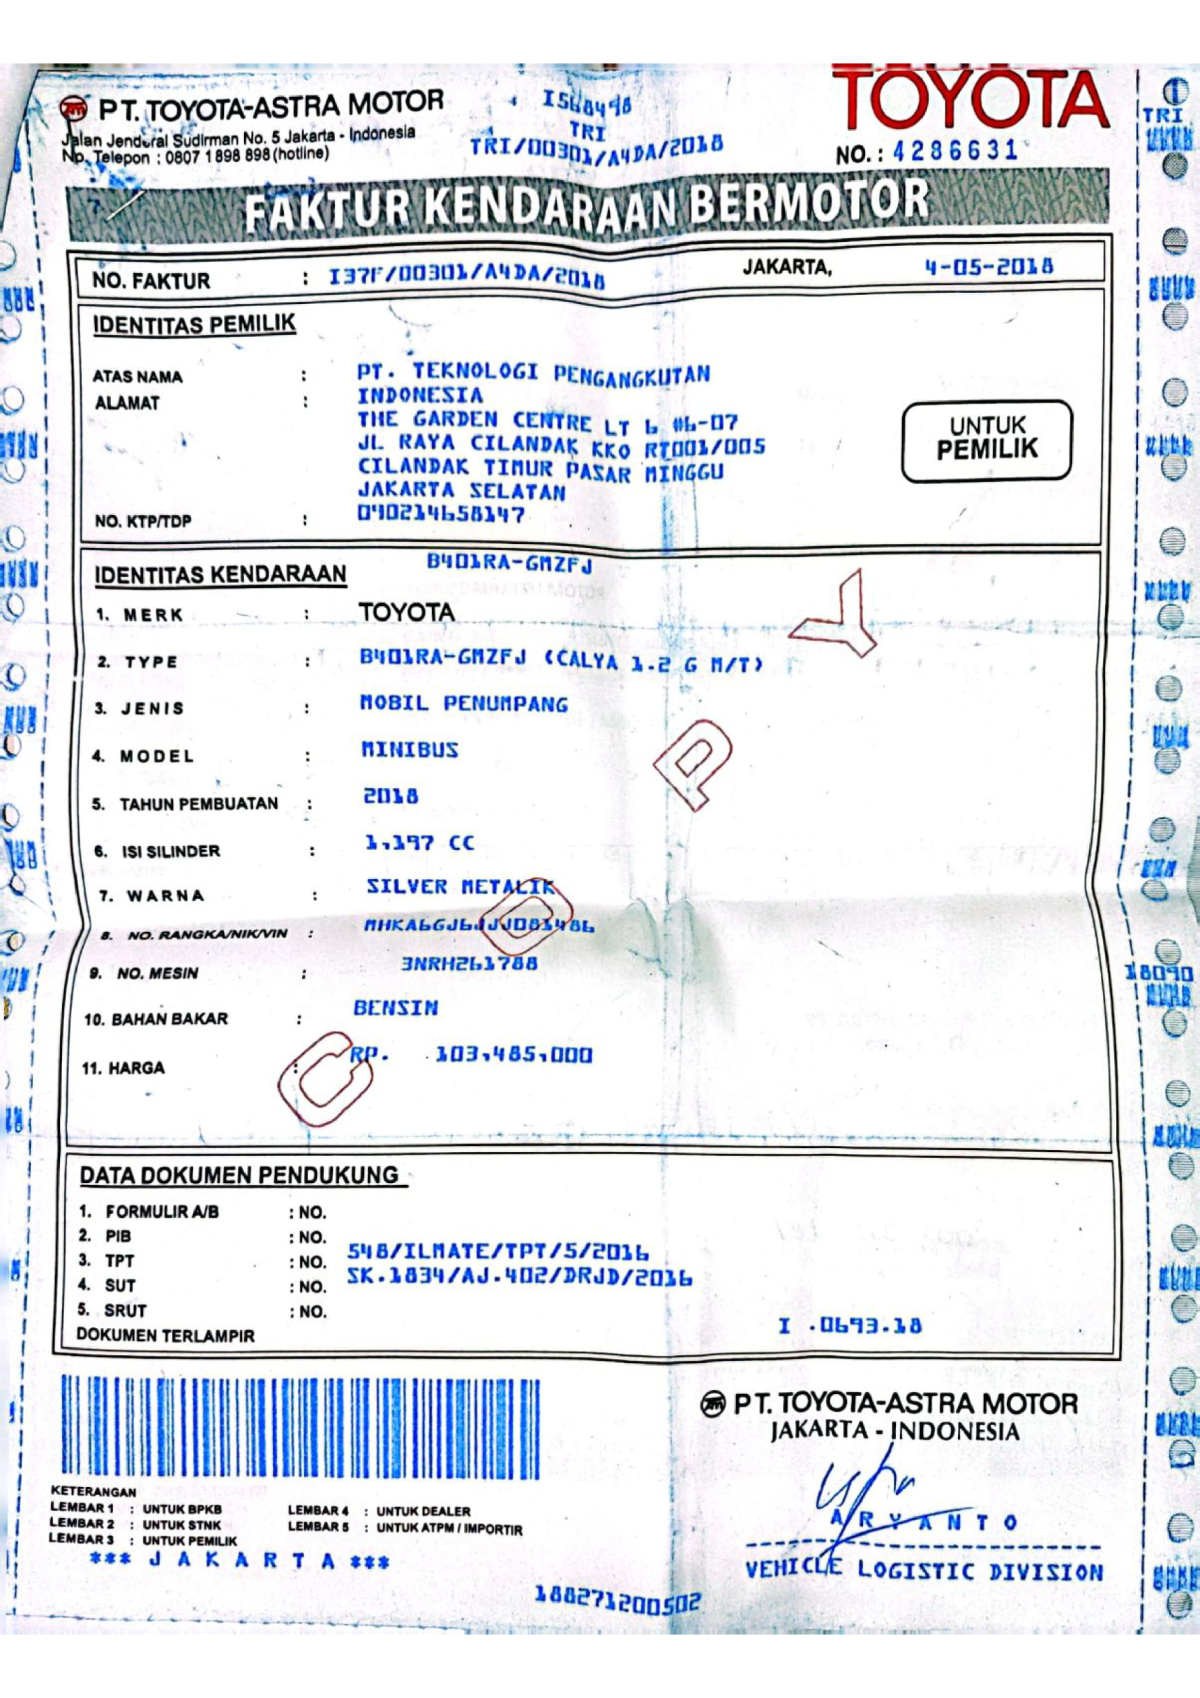 PT. TOYOTA-ASTRA MOTOR
Jalan Jenderal Sudirman No. 5 Jakarta - Indonesia
No. Telepon : 0807 1 898 898 (hotline)
TRI
TRI/00301/A4DA/2018
TOYOTA
NO. : 4286631
FAKTUR KENDARAAN BERMOTOR
NO. FAKTUR : I37F/00301/A4DA/2018 JAKARTA, 4-05-2018
IDENTITAS PEMILIK
ATAS NAMA : PT. TEKNOLOGI PENGANGKUTAN
INDONESIA
ALAMAT : THE GARDEN CENTRE LT 6 #6-07
JL RAYA CILANDAK KKO RT001/005
CILANDAK TIMUR PASAR MINGGU
JAKARTA SELATAN
NO. KTP/TDP : 040214658147
UNTUK
PEMILIK
B401RA-GMZFJ
IDENTITAS KENDARAAN
1. MERK : TOYOTA
2. TYPE : B401RA-GMZFJ (CALYA 1.2 G M/T)
3. JENIS : MOBIL PENUMPANG
4. MODEL : MINIBUS
5. TAHUN PEMBUATAN : 2018
6. ISI SILINDER : 1,197 CC
7. WARNA : SILVER METALIK
8. NO. RANGKA/NIK/VIN : MHKA6GJ6JJJ081486
9. NO. MESIN : 3NRH261788
10. BAHAN BAKAR : BENSIN
11. HARGA : RP. 103,485,000
COPY
DATA DOKUMEN PENDUKUNG
1. FORMULIR A/B : NO.
2. PIB : NO.
3. TPT : NO. 548/ILMATE/TPT/5/2016
4. SUT : NO. SK.1834/AJ.402/DRJD/2016
5. SRUT : NO.
DOKUMEN TERLAMPIR
I .0693.18
PT. TOYOTA-ASTRA MOTOR
JAKARTA - INDONESIA
ARYANTO
VEHICLE LOGISTIC DIVISION
KETERANGAN
LEMBAR 1 : UNTUK BPKB LEMBAR 4 : UNTUK DEALER
LEMBAR 2 : UNTUK STNK LEMBAR 5 : UNTUK ATPM / IMPORTIR
LEMBAR 3 : UNTUK PEMILIK
*** J A K A R T A ***
188271200502
TRI
18090